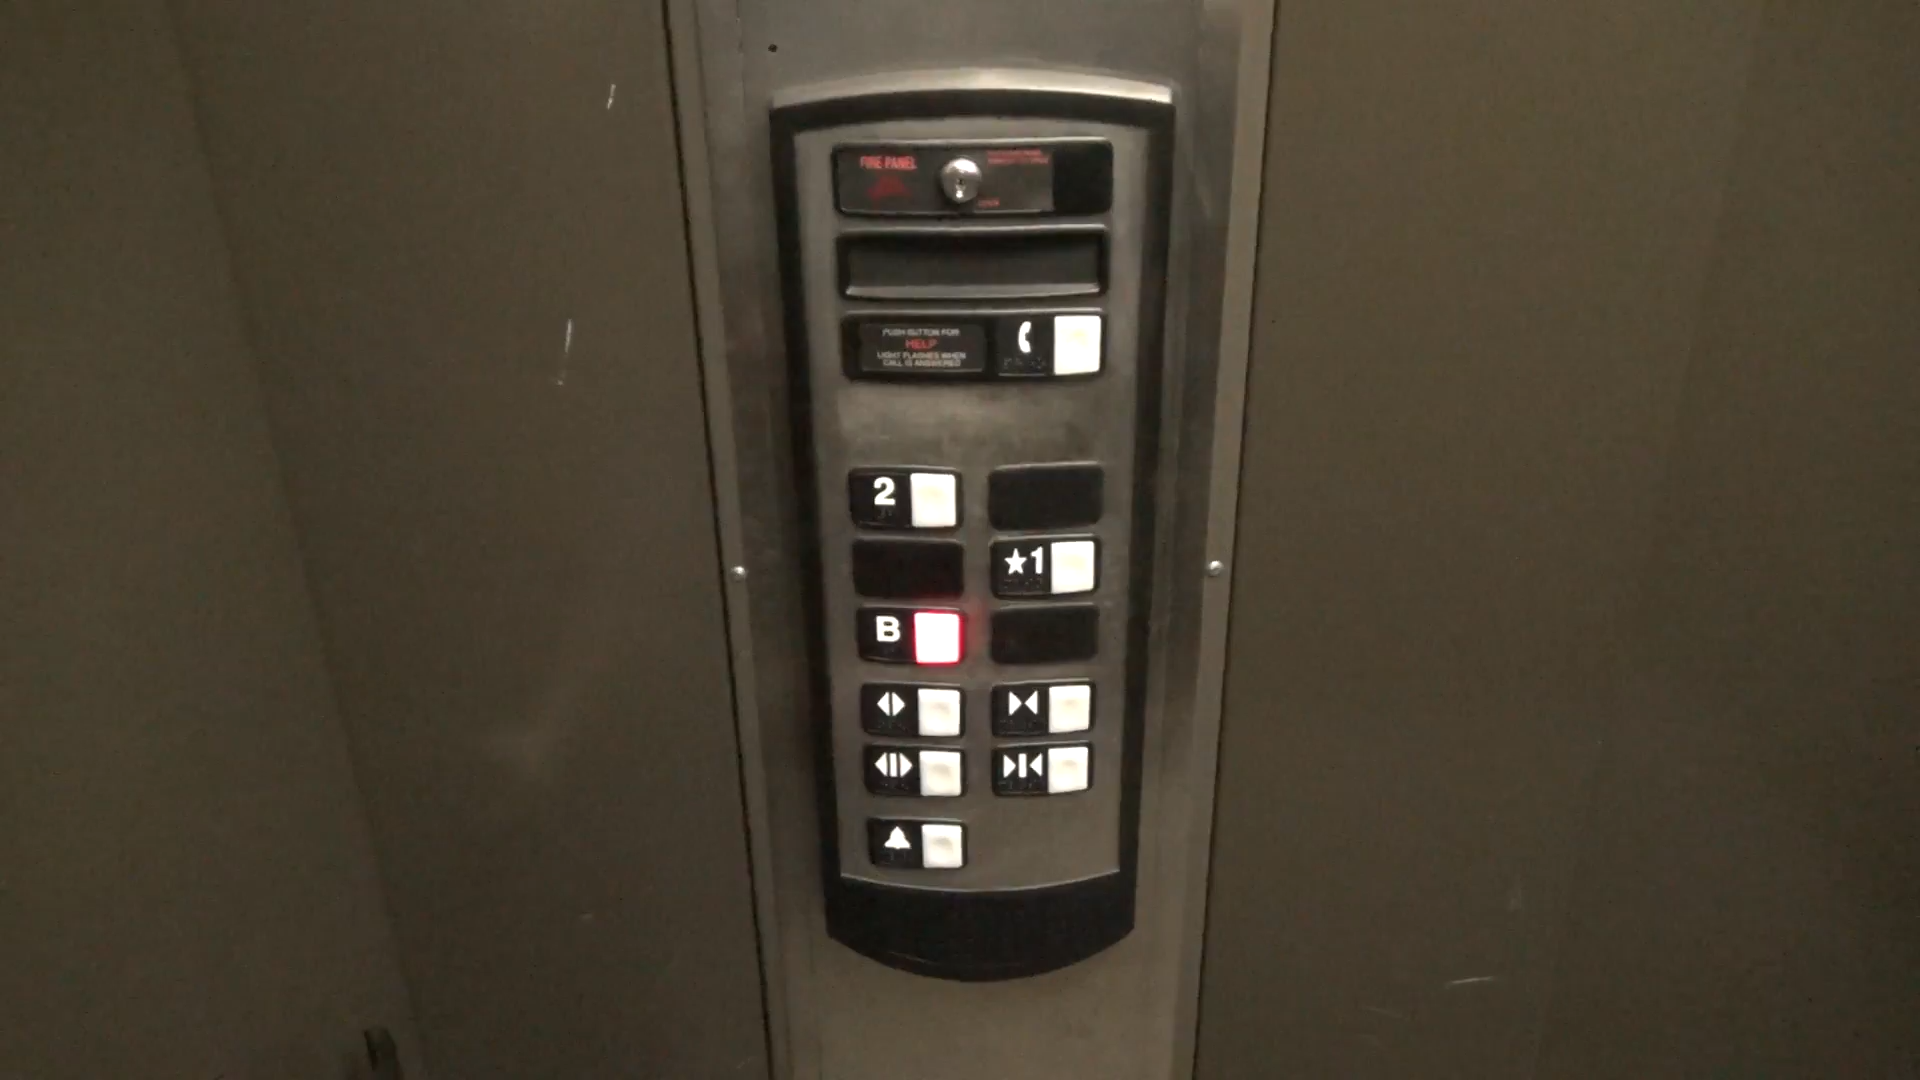 FIRE PANEL
PUSH BUTTON FOR
HELP
LIGHT FLASHES WHEN
CALL IS ANSWERED
2
★1
B